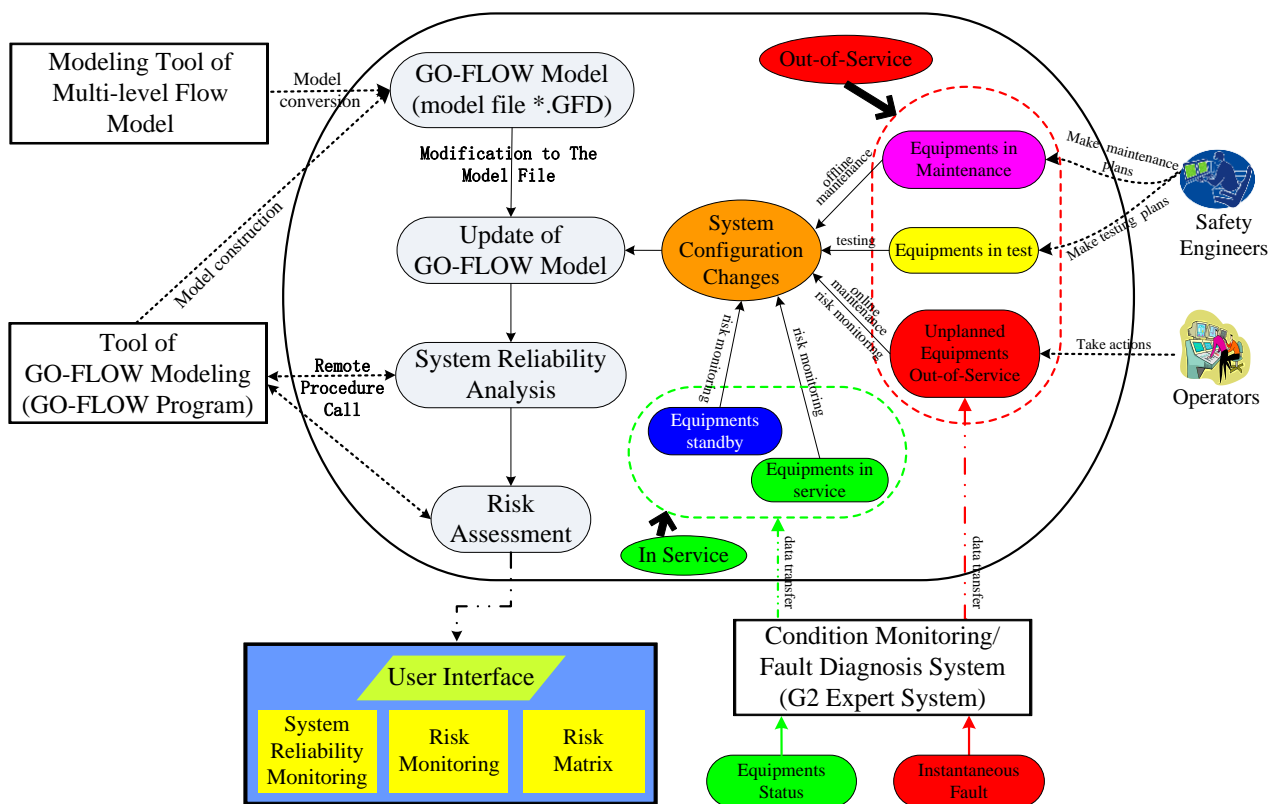 Modeling Tool of
Multi-level Flow
Model
Model
conversion
GO-FLOW Model
(model file *.GFD)
Out-of-Service
Modification to The
Model File
Equipments in
Maintenance
offline
maintenance
Make maintenance
plans
Safety
Engineers
Make testing plans
System
Configuration
Changes
testing
Equipments in test
Update of
GO-FLOW Model
Model construction
online
maintenance
risk monitoring
Unplanned
Equipments
Out-of-Service
Take actions
Operators
Tool of
GO-FLOW Modeling
(GO-FLOW Program)
Remote
Procedure
Call
System Reliability
Analysis
risk monitoring
risk monitoring
Equipments
standby
Equipments in
service
Risk
Assessment
In Service
data transfer
data transfer
Condition Monitoring/
Fault Diagnosis System
(G2 Expert System)
User Interface
System
Reliability
Monitoring
Risk
Monitoring
Risk
Matrix
Equipments
Status
Instantaneous
Fault